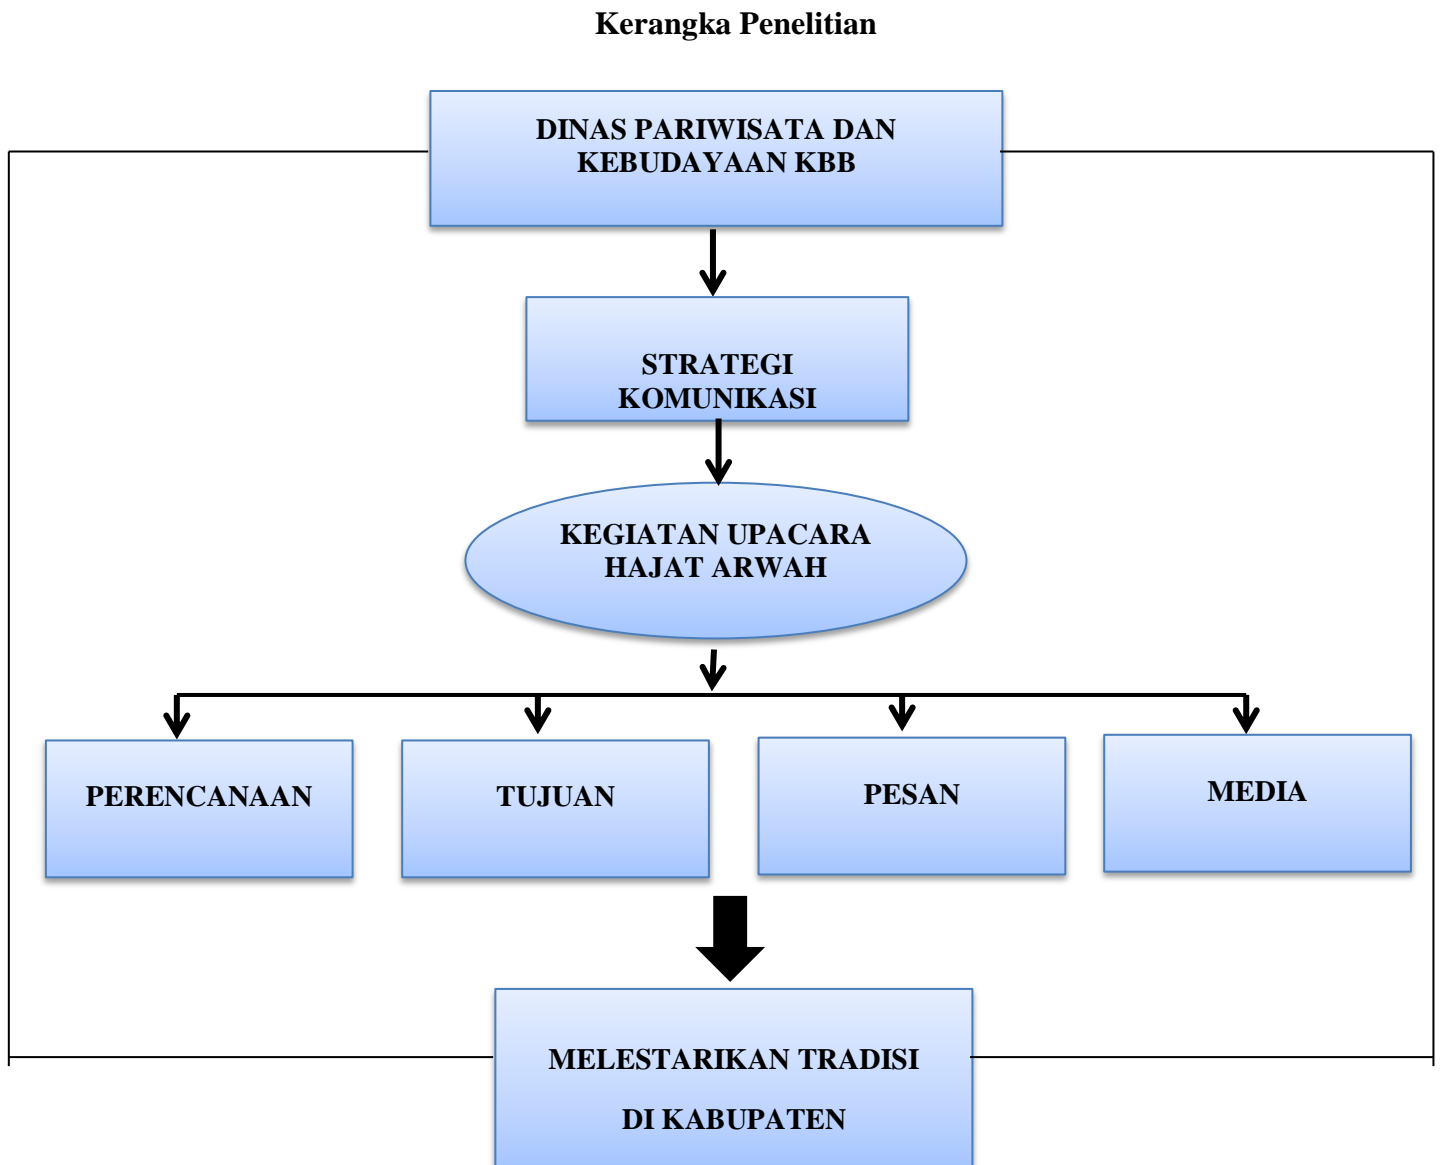 Kerangka Penelitian
DINAS PARIWISATA DAN
KEBUDAYAAN KBB
STRATEGI
KOMUNIKASI
KEGIATAN UPACARA
HAJAT ARWAH
PERENCANAAN
TUJUAN
PESAN
MEDIA
MELESTARIKAN TRADISI
DI KABUPATEN